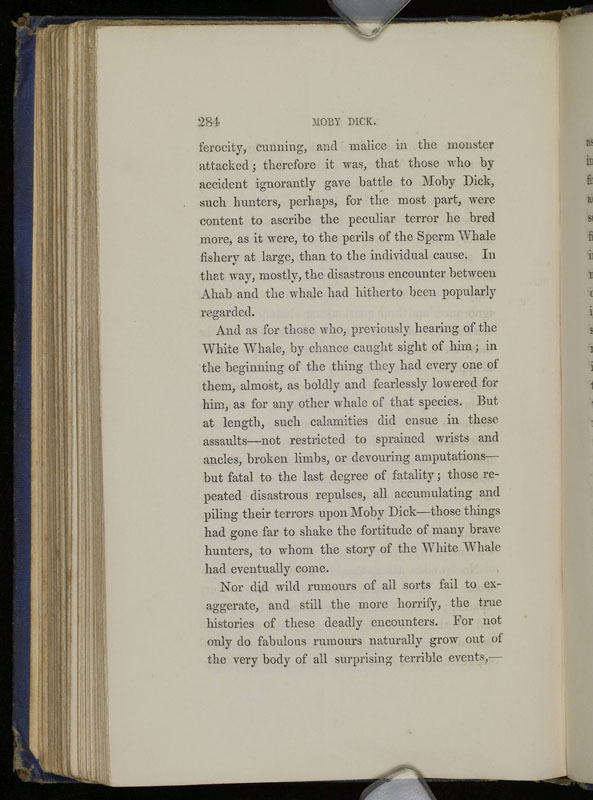 284 MOBY DICK.
ferocity, cunning, and malice in the monster
attacked; therefore it was, that those who by
accident ignorantly gave battle to Moby Dick,
such hunters, perhaps, for the most part, were
content to ascribe the peculiar terror he bred
more, as it were, to the perils of the Sperm Whale
fishery at large, than to the individual cause. In
that way, mostly, the disastrous encounter between
Ahab and the whale had hitherto been popularly
regarded.
And as for those who, previously hearing of the
White Whale, by chance caught sight of him; in
the beginning of the thing they had every one of
them, almost, as boldly and fearlessly lowered for
him, as for any other whale of that species. But
at length, such calamities did ensue in these
assaults—not restricted to sprained wrists and
ancles, broken limbs, or devouring amputations—
but fatal to the last degree of fatality; those re-
peated disastrous repulses, all accumulating and
piling their terrors upon Moby Dick—those things
had gone far to shake the fortitude of many brave
hunters, to whom the story of the White Whale
had eventually come.
Nor did wild rumours of all sorts fail to ex-
aggerate, and still the more horrify, the true
histories of these deadly encounters. For not
only do fabulous rumours naturally grow out of
the very body of all surprising terrible events,—